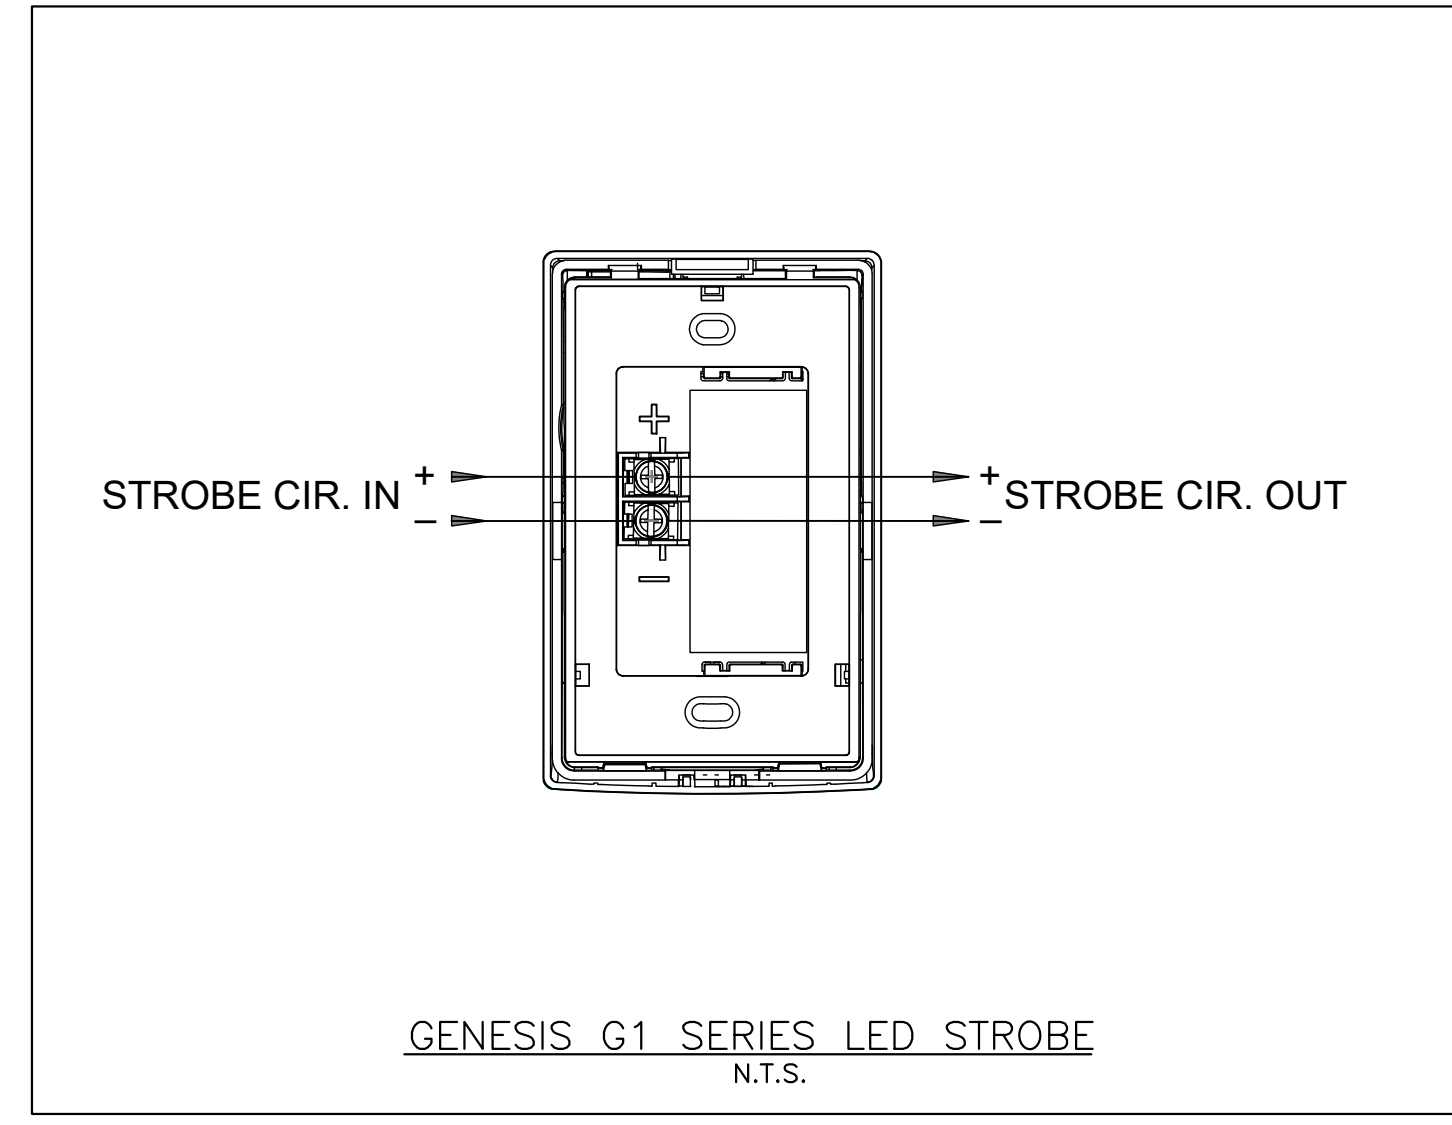 +
STROBE CIR. IN + + STROBE CIR. OUT
– –
–
GENESIS G1 SERIES LED STROBE
N.T.S.